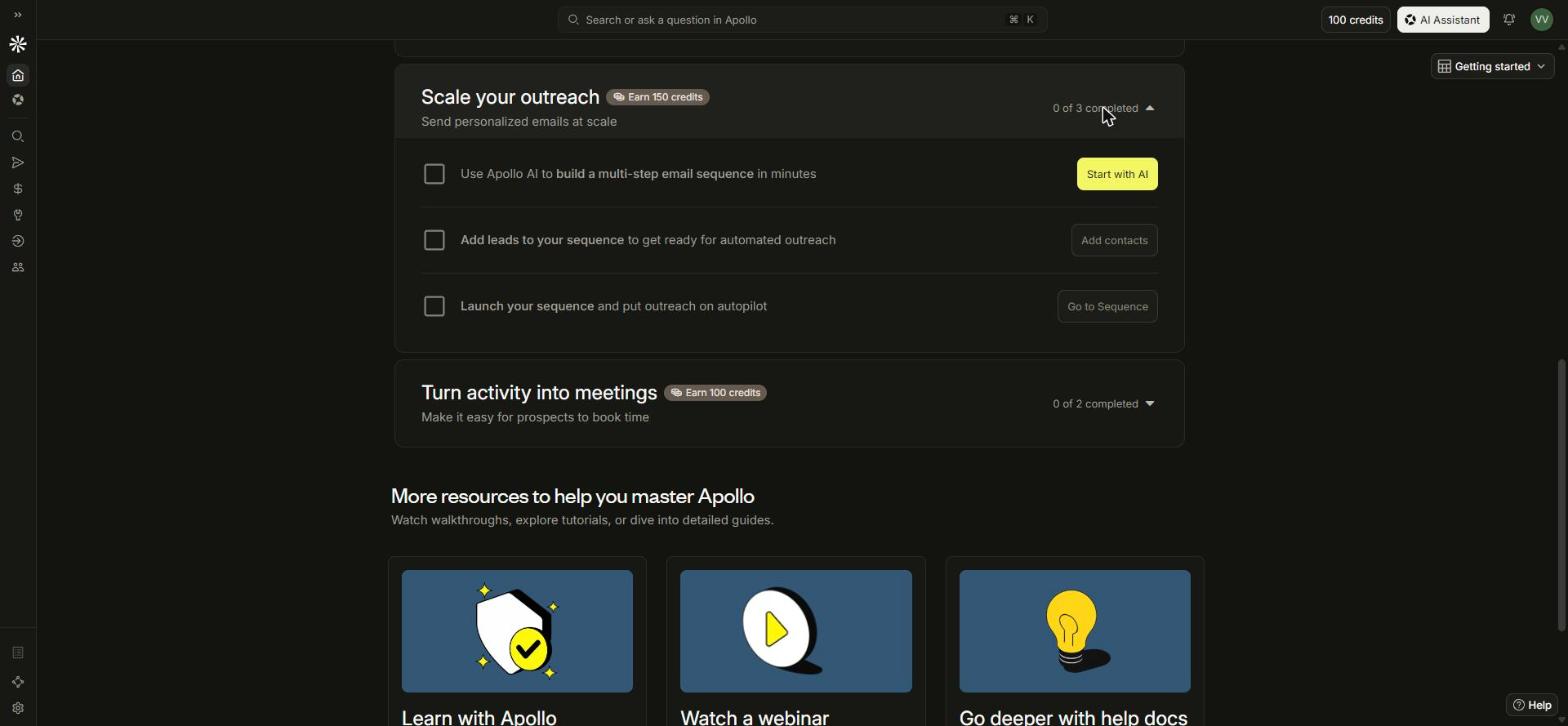 Search or ask a question in Apollo
⌘ K
100 credits
AI Assistant
VV
Getting started
Scale your outreach
Earn 150 credits
Send personalized emails at scale
0 of 3 completed
Use Apollo AI to build a multi-step email sequence in minutes
Start with AI
Add leads to your sequence to get ready for automated outreach
Add contacts
Launch your sequence and put outreach on autopilot
Go to Sequence
Turn activity into meetings
Earn 100 credits
Make it easy for prospects to book time
0 of 2 completed
More resources to help you master Apollo
Watch walkthroughs, explore tutorials, or dive into detailed guides.
Learn with Apollo
Watch a webinar
Go deeper with help docs
Help